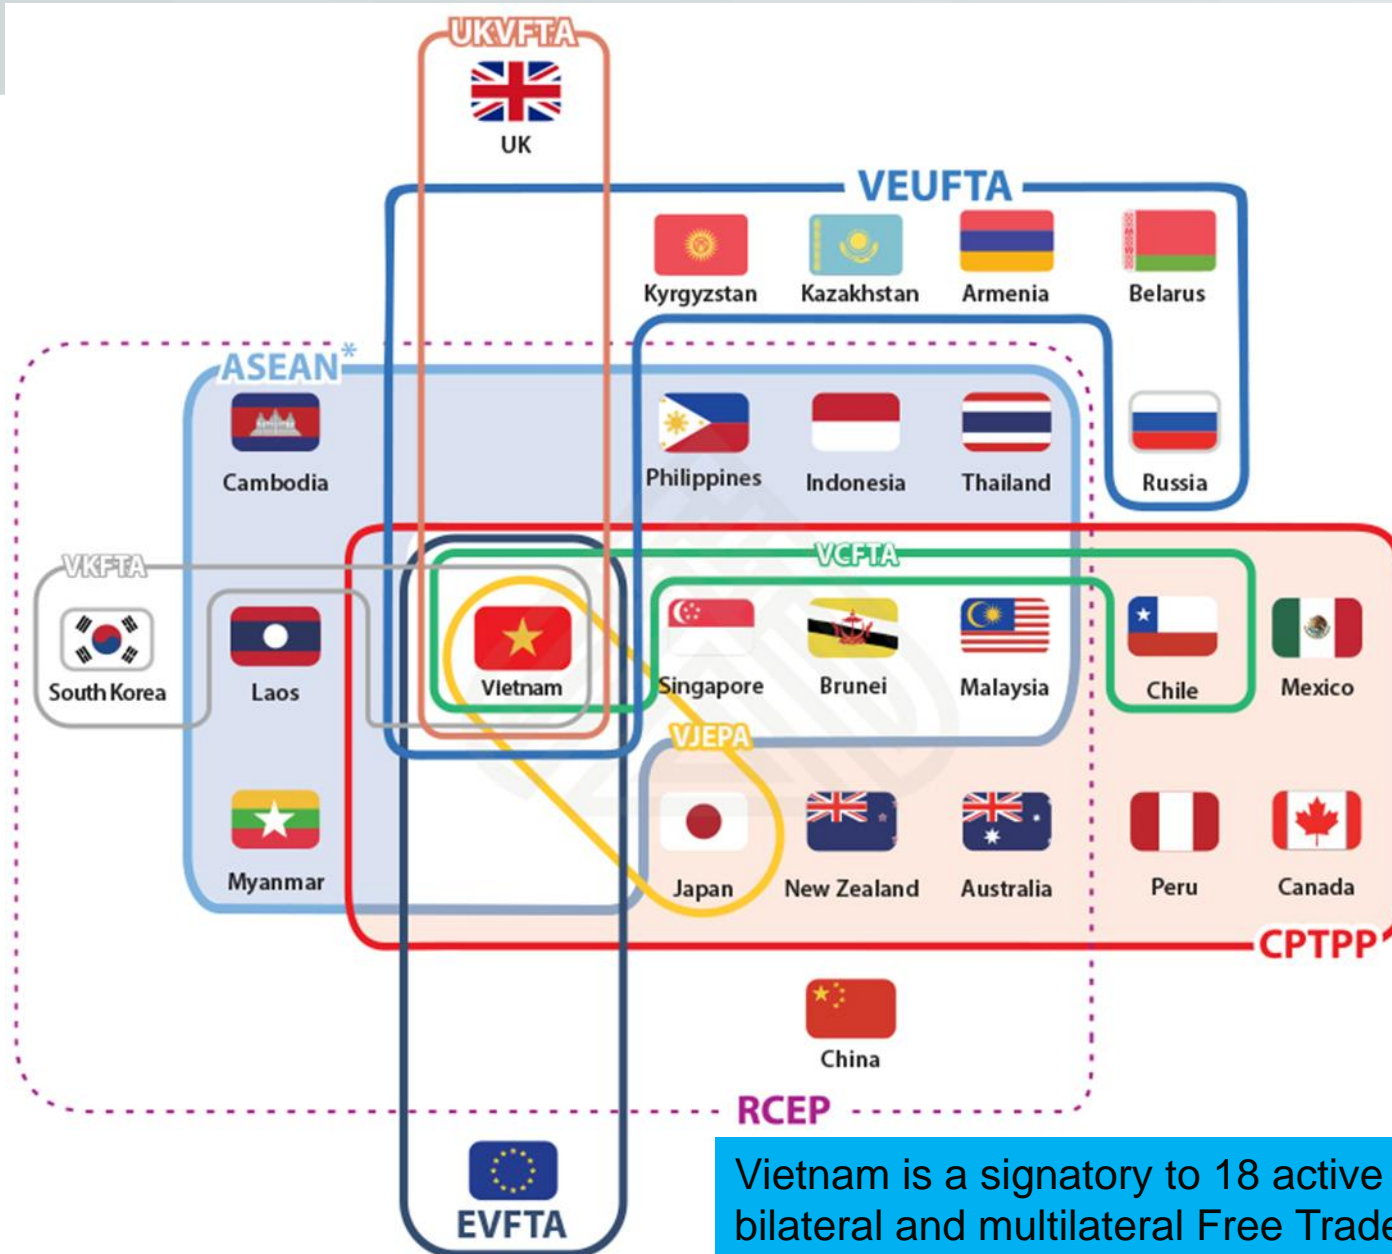 UKVFTA
UK
VEUFTA
Kyrgyzstan Kazakhstan Armenia Belarus
ASEAN*
Cambodia Philippines Indonesia Thailand Russia
VKFTA VCFTA
South Korea Laos Vietnam Singapore Brunei Malaysia Chile Mexico
VJEPA
Myanmar Japan New Zealand Australia Peru Canada
CPTPP
China
RCEP
EVFTA
Vietnam is a signatory to 18 active
bilateral and multilateral Free Trade